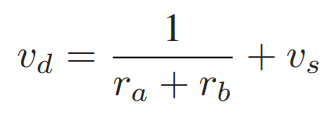 v_d = \frac{1}{r_a + r_b} + v_s